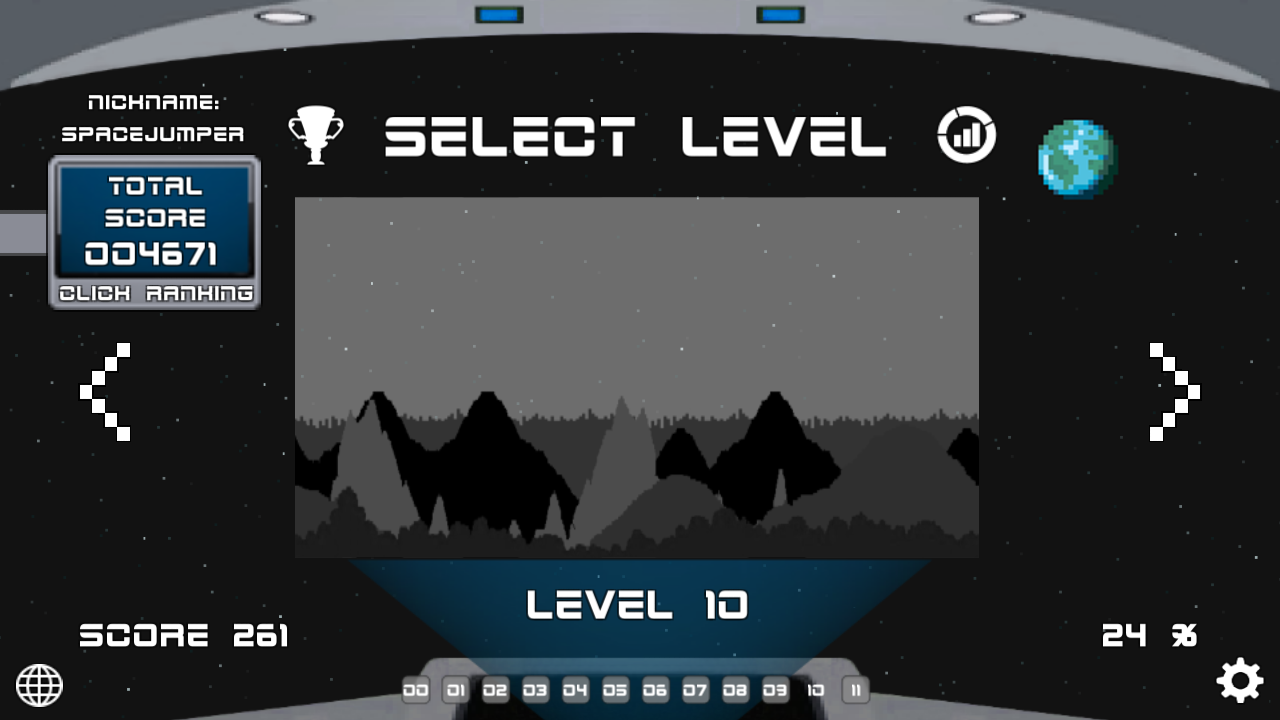 NICKNAME:
SPACEJUMPER
SELECT LEVEL
TOTAL
SCORE
004671
CLICK RANKING
LEVEL 10
SCORE 261
24 %
00 01 02 03 04 05 06 07 08 09 10 11